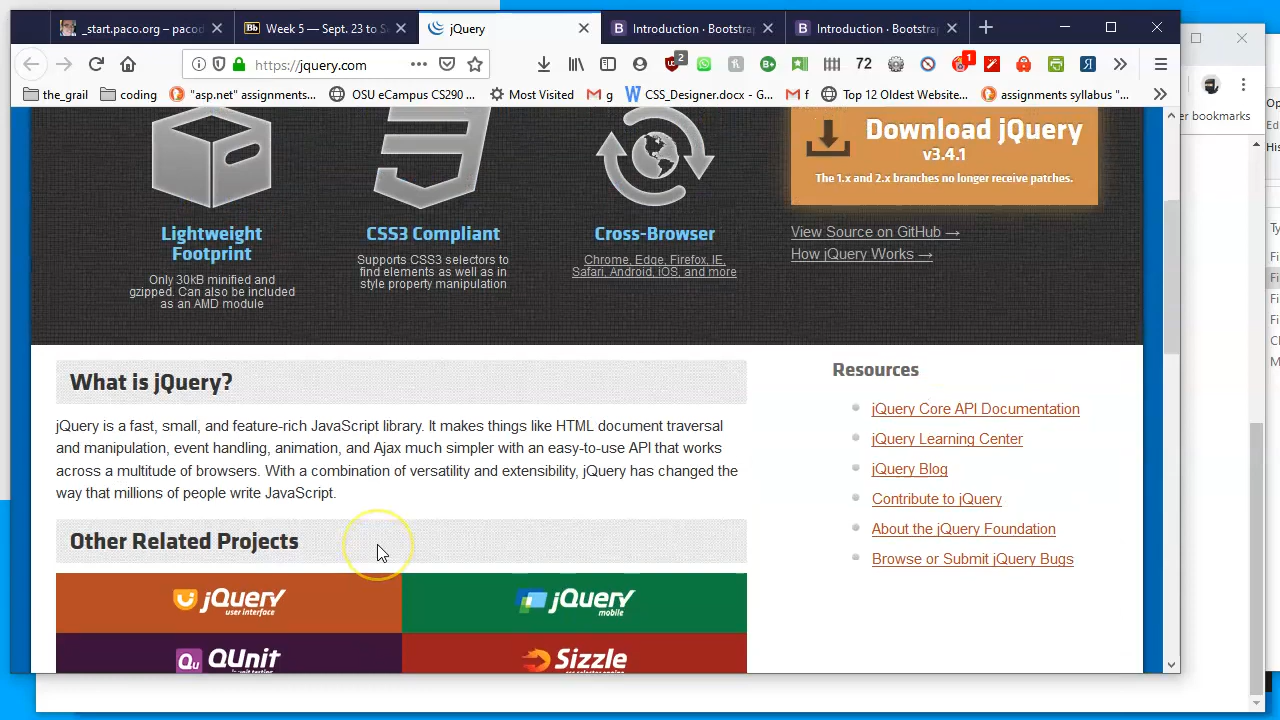 _start.paco.org – pacod
Week 5 — Sept. 23 to S
jQuery
Introduction · Bootstrap
Introduction · Bootstrap
https://jquery.com
2
72
1
the_grail
coding
"asp.net" assignments...
OSU eCampus CS290 ...
Most Visited
g
CSS_Designer.docx - G...
f
Top 12 Oldest Website...
assignments syllabus "...
er bookmarks
Download jQuery
v3.4.1
The 1.x and 2.x branches no longer receive patches.
View Source on GitHub →
How jQuery Works →
Lightweight
Footprint
Only 30kB minified and
gzipped. Can also be included
as an AMD module
CSS3 Compliant
Supports CSS3 selectors to
find elements as well as in
style property manipulation
Cross-Browser
Chrome, Edge, Firefox, IE,
Safari, Android, iOS, and more
What is jQuery?
jQuery is a fast, small, and feature-rich JavaScript library. It makes things like HTML document traversal
and manipulation, event handling, animation, and Ajax much simpler with an easy-to-use API that works
across a multitude of browsers. With a combination of versatility and extensibility, jQuery has changed the
way that millions of people write JavaScript.
Resources
jQuery Core API Documentation
jQuery Learning Center
jQuery Blog
Contribute to jQuery
About the jQuery Foundation
Browse or Submit jQuery Bugs
Other Related Projects
jQuery
user interface
jQuery
mobile
Qu QUnit
Sizzle